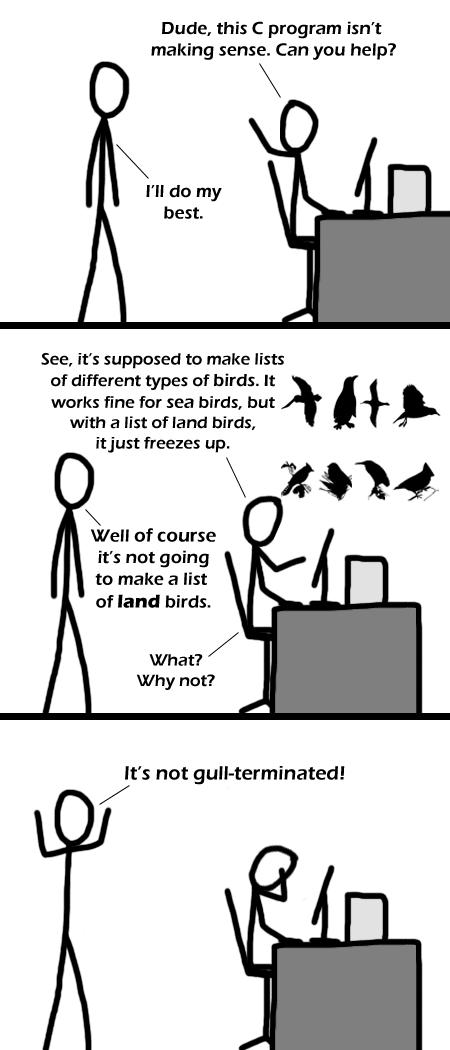 Dude, this C program isn't
making sense. Can you help?
I'll do my
best.
See, it's supposed to make lists
of different types of birds. It
works fine for sea birds, but
with a list of land birds,
it just freezes up.
Well of course
it's not going
to make a list
of land birds.
What?
Why not?
It's not gull-terminated!